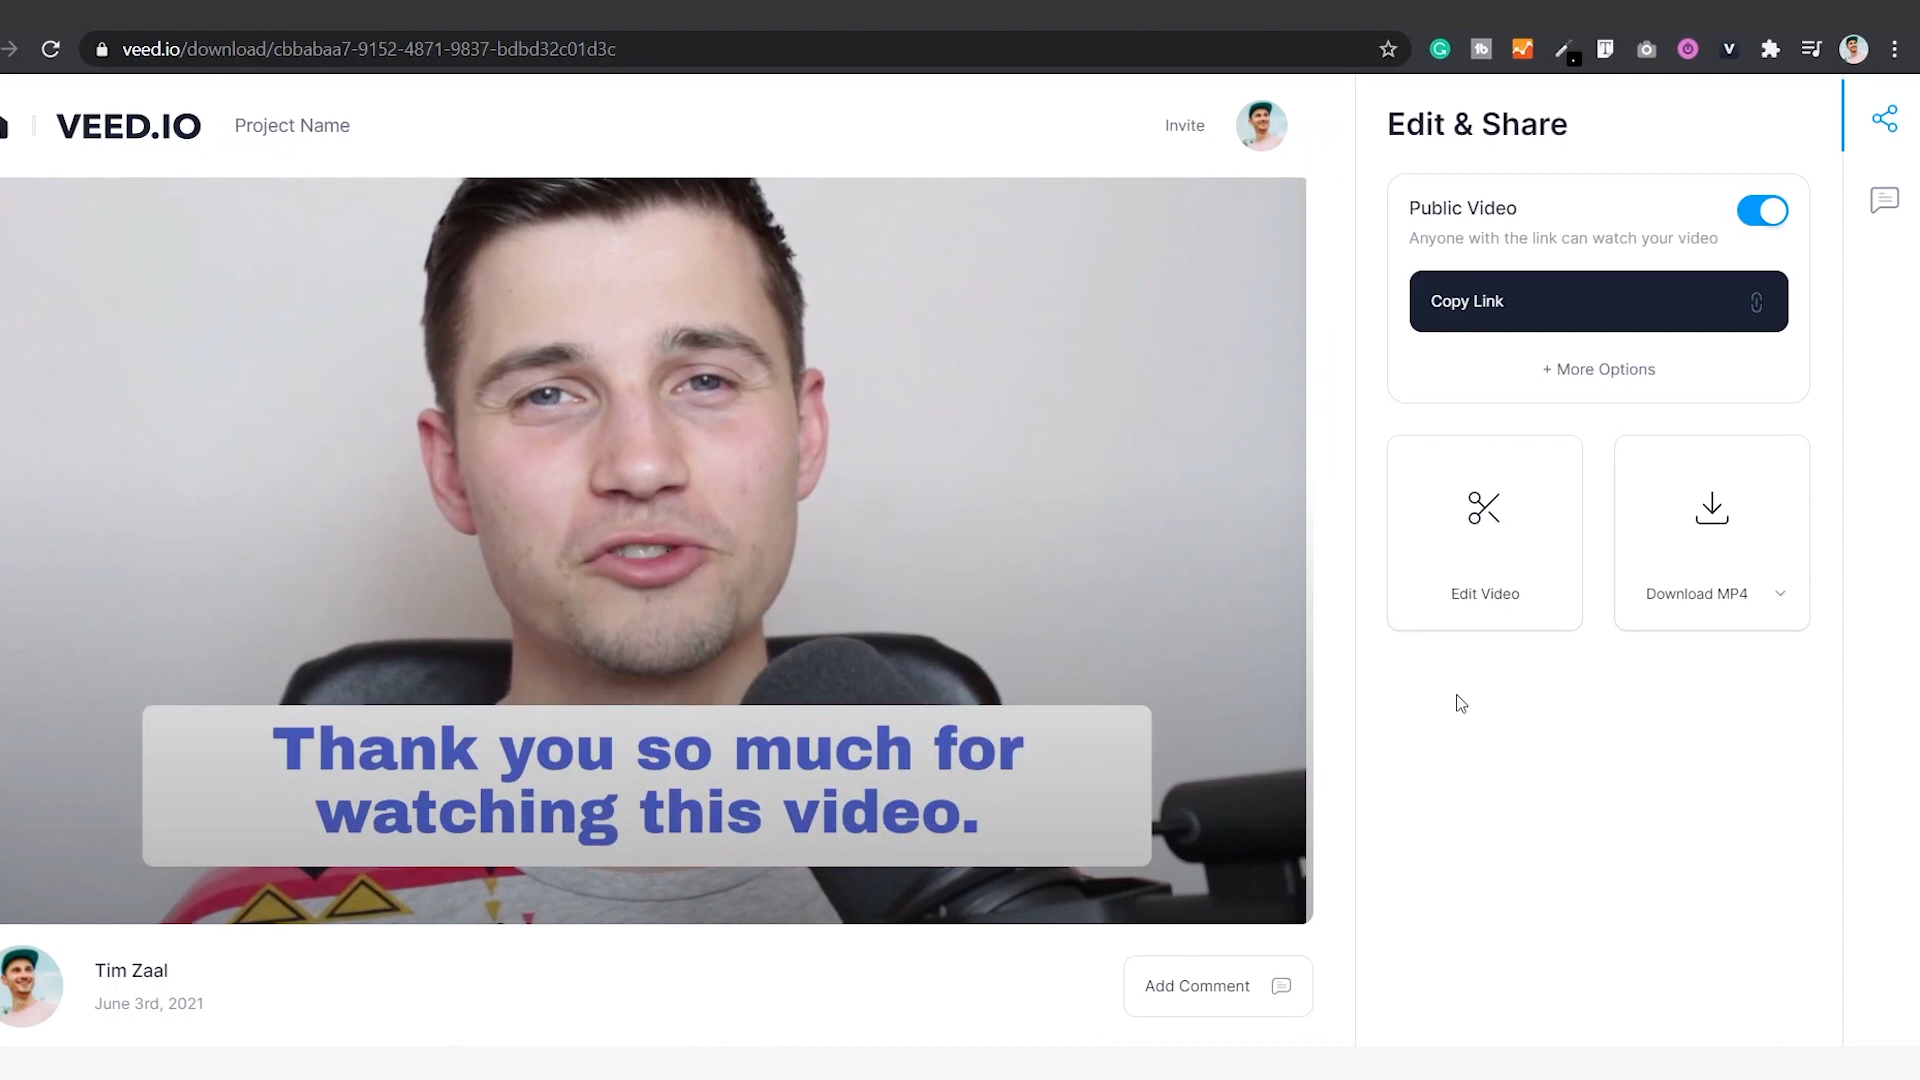 veed.io/download/cbbabaa7-9152-4871-9837-bdbd32c01d3c
VEED.IO
Project Name
Invite
Edit & Share
Public Video
Anyone with the link can watch your video
Copy Link
+ More Options
Edit Video
Download MP4
Thank you so much for
watching this video.
Tim Zaal
June 3rd, 2021
Add Comment